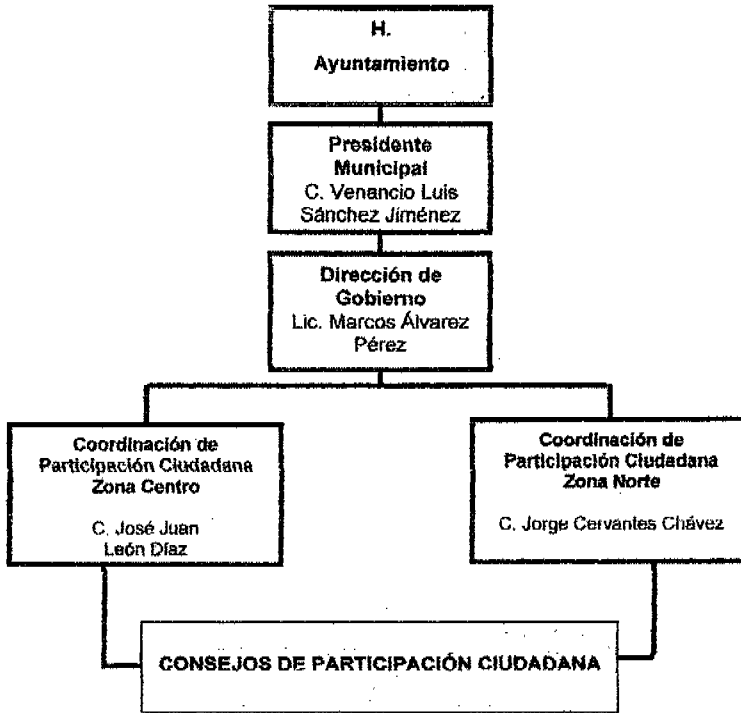 H.
Ayuntamiento
Presidente
Municipal
C. Venancio Luis
Sánchez Jiménez
Dirección de
Gobierno
Lic. Marcos Álvarez
Pérez
Coordinación de
Participación Ciudadana
Zona Centro
C. José Juan
León Díaz
Coordinación de
Participación Ciudadana
Zona Norte
C. Jorge Cervantes Chávez
CONSEJOS DE PARTICIPACIÓN CIUDADANA